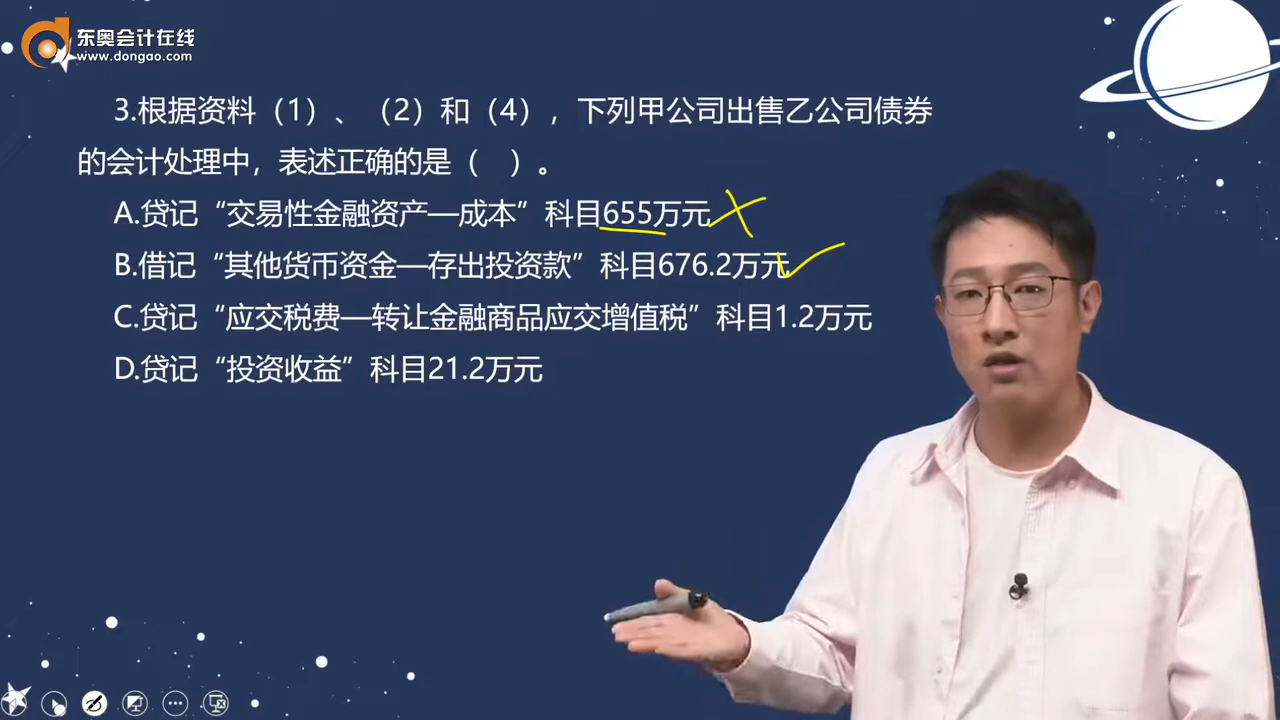 东奥会计在线
www.dongao.com
3.根据资料（1）、（2）和（4），下列甲公司出售乙公司债券
的会计处理中，表述正确的是（ ）。
A.贷记“交易性金融资产—成本”科目655万元
B.借记“其他货币资金—存出投资款”科目676.2万元
C.贷记“应交税费—转让金融商品应交增值税”科目1.2万元
D.贷记“投资收益”科目21.2万元